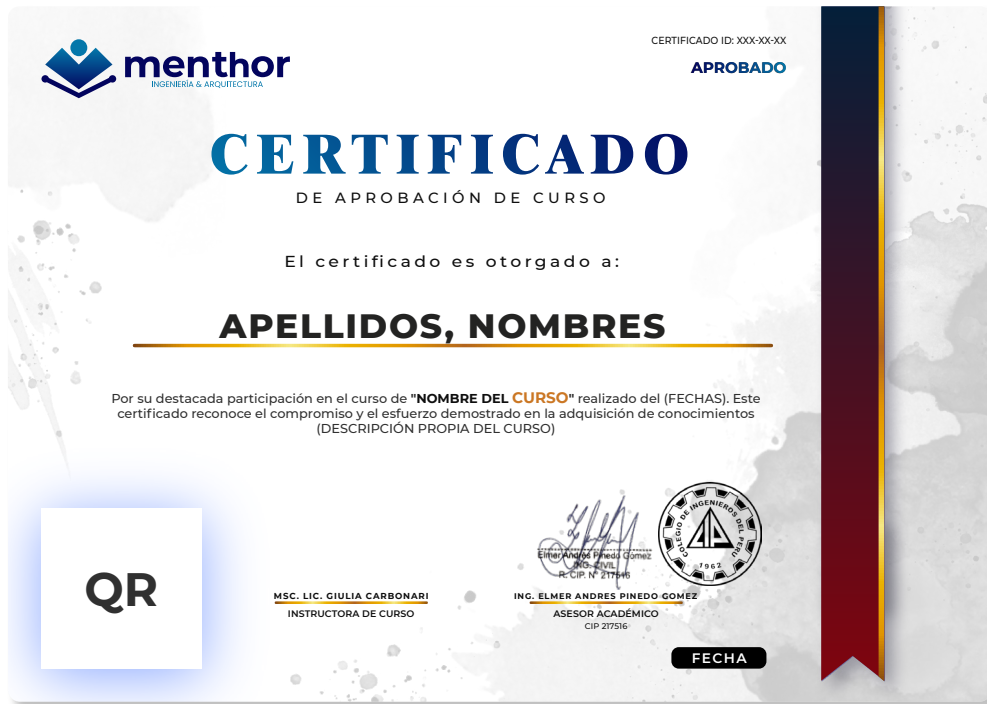 menthor
INGENIERÍA & ARQUITECTURA
CERTIFICADO ID: XXX-XX-XX
APROBADO
CERTIFICADO
DE APROBACIÓN DE CURSO
El certificado es otorgado a:
APELLIDOS, NOMBRES
Por su destacada participación en el curso de "NOMBRE DEL CURSO" realizado del (FECHAS). Este
certificado reconoce el compromiso y el esfuerzo demostrado en la adquisición de conocimientos
(DESCRIPCIÓN PROPIA DEL CURSO)
QR
MSC. LIC. GIULIA CARBONARI
INSTRUCTORA DE CURSO
Elmer Andrés Pinedo Gómez
ING. CIVIL
R. CIP. N° 217516
COLEGIO DE INGENIEROS DEL PERU
CIP
1962
ING. ELMER ANDRES PINEDO GOMEZ
ASESOR ACADÉMICO
CIP 217516
FECHA